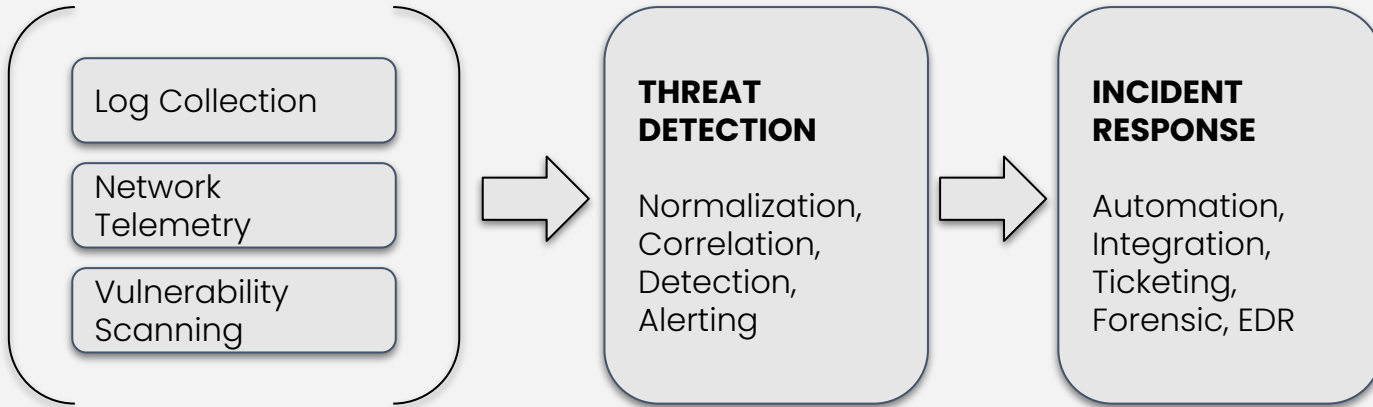 Log Collection
Network
Telemetry
Vulnerability
Scanning
THREAT
DETECTION
Normalization,
Correlation,
Detection,
Alerting
INCIDENT
RESPONSE
Automation,
Integration,
Ticketing,
Forensic, EDR